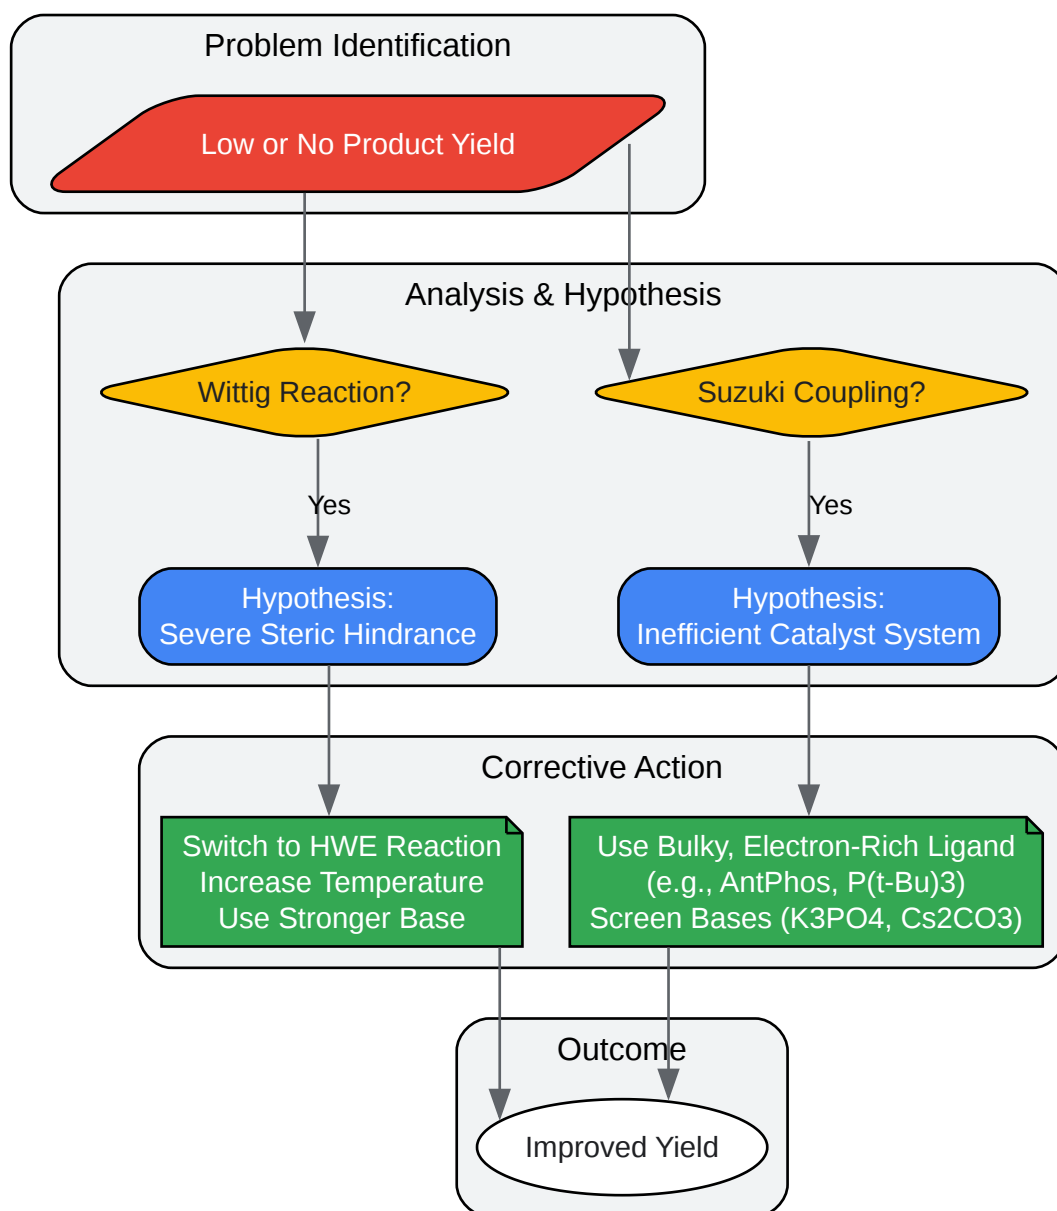 Problem Identification
Low or No Product Yield
Analysis & Hypothesis
Wittig Reaction?
Suzuki Coupling?
Yes
Yes
Hypothesis:
Severe Steric Hindrance
Hypothesis:
Inefficient Catalyst System
Corrective Action
Switch to HWE Reaction
Increase Temperature
Use Stronger Base
Use Bulky, Electron-Rich Ligand
(e.g., AntPhos, P(t-Bu)3)
Screen Bases (K3PO4, Cs2CO3)
Outcome
Improved Yield